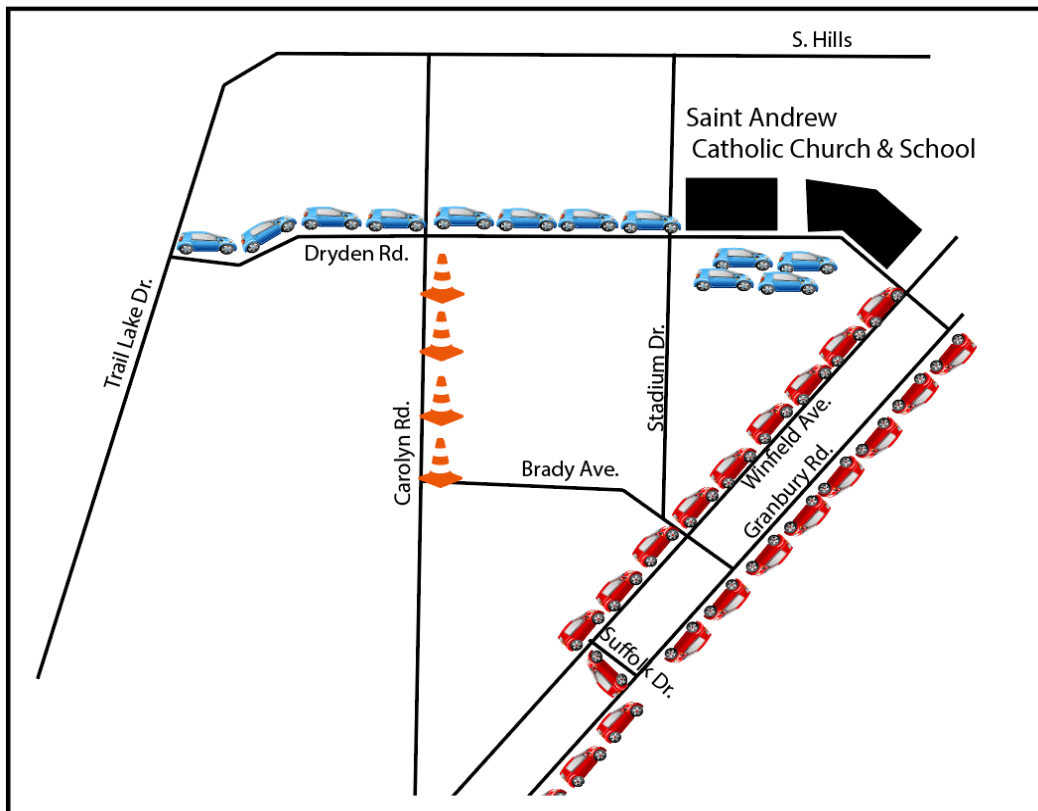 S. Hills
Saint Andrew
Catholic Church & School
Dryden Rd.
Trail Lake Dr.
Stadium Dr.
Carolyn Rd.
Brady Ave.
Winfield Ave.
Granbury Rd.
Suffolk Dr.